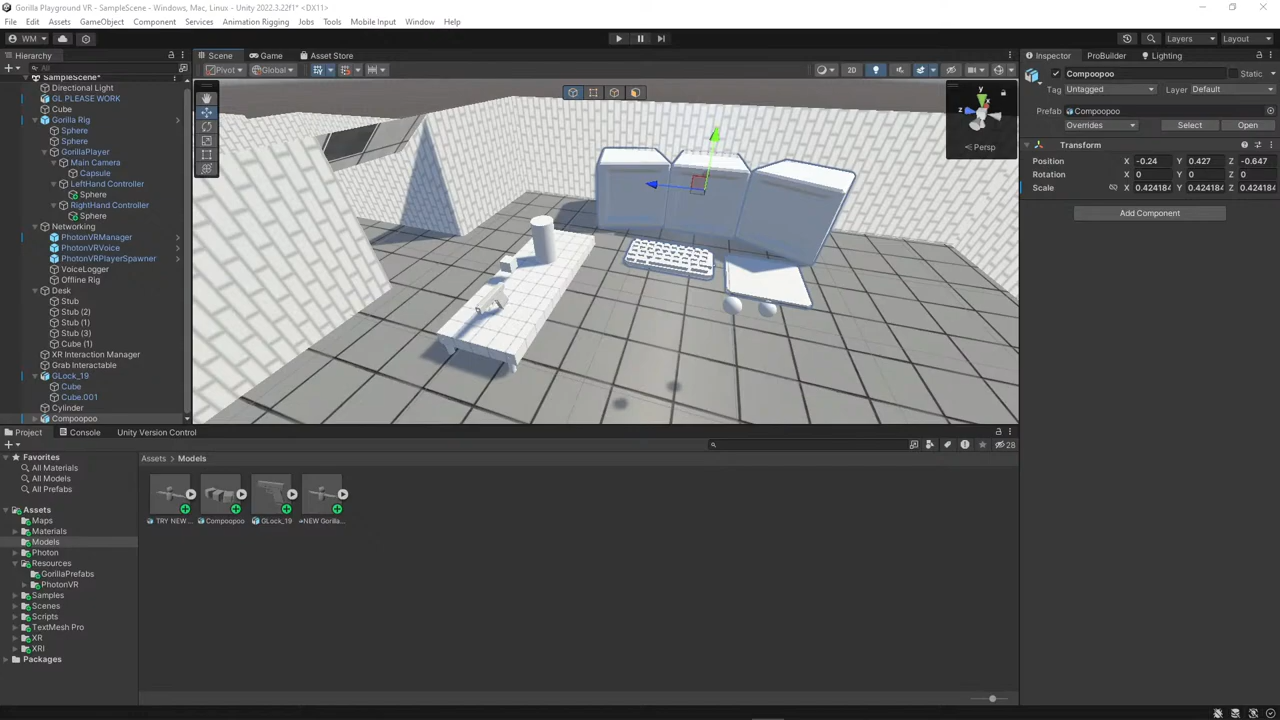 Gorilla Playground VR - SampleScene - Windows, Mac, Linux - Unity 2022.3.22f1* <DX11>
File Edit Assets GameObject Component Services Animation Rigging Jobs Tools Mobile Input Window Help
WM Layers Layout
Hierarchy Scene Game Asset Store Inspector ProBuilder Lighting
All Pivot Global 2D
SampleScene*
Directional Light
GL PLEASE WORK
Cube
Gorilla Rig
Sphere
Sphere
GorillaPlayer
Main Camera
Capsule
LeftHand Controller
Sphere
RightHand Controller
Sphere
Networking
PhotonVRManager
PhotonVRVoice
PhotonVRPlayerSpawner
VoiceLogger
Offline Rig
Desk
Stub
Stub (2)
Stub (1)
Stub (3)
Cube (1)
XR Interaction Manager
Grab Interactable
GLock_19
Cube
Cube.001
Cylinder
Compoopoo
y
x
z
Persp
Compoopoo Static
Tag Untagged Layer Default
Prefab Compoopoo
Overrides Select Open
Transform
Position X -0.24 Y 0.427 Z -0.647
Rotation X 0 Y 0 Z 0
Scale X 0.424184 Y 0.424184 Z 0.424184
Add Component
Project Console Unity Version Control
28
Favorites
All Materials
All Models
All Prefabs
Assets
Maps
Materials
Models
Photon
Resources
GorillaPrefabs
PhotonVR
Samples
Scenes
Scripts
TextMesh Pro
XR
XRI
Packages
Assets > Models
TRY NEW ... Compoopoo GLock_19 NEW Gorilla...